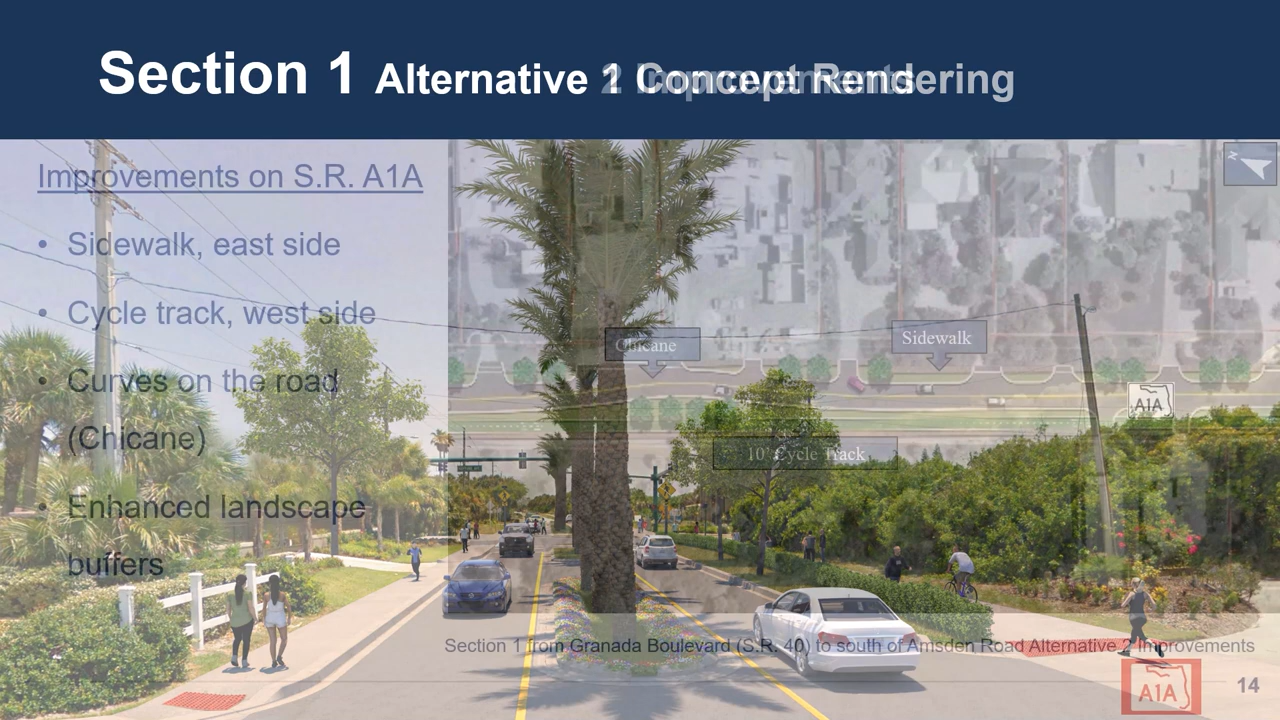 Section 1 Alternative 1 Concept Rendering
2 Improvements
Improvements on S.R. A1A
• Sidewalk, east side
• Cycle track, west side
• Curves on the road
(Chicane)
• Enhanced landscape
buffers
N
Chicane
Sidewalk
A1A
10' Cycle Track
Section 1 from Granada Boulevard (S.R. 40) to south of Amsden Road Alternative 2 Improvements
A1A
14